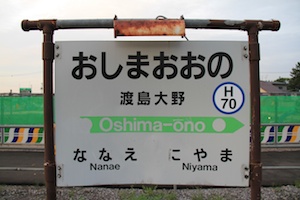 おしまおおの
渡島大野
H
70
Oshima-ōno
ななえ にやま
Nanae Niyama